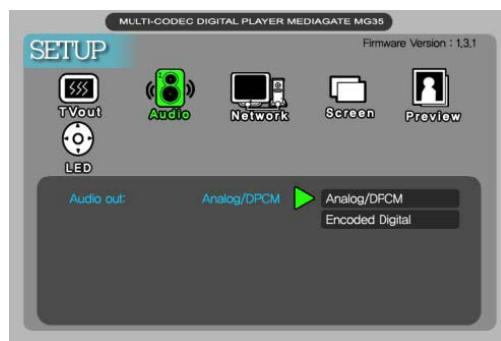 MULTI-CODEC DIGITAL PLAYER MEDIAGATE MG35
SETUP
Firmware Version : 1,3,1
TVout Audio Network Screen Preview
LED
Audio out: Analog/DPCM Analog/DPCM
Encoded Digital